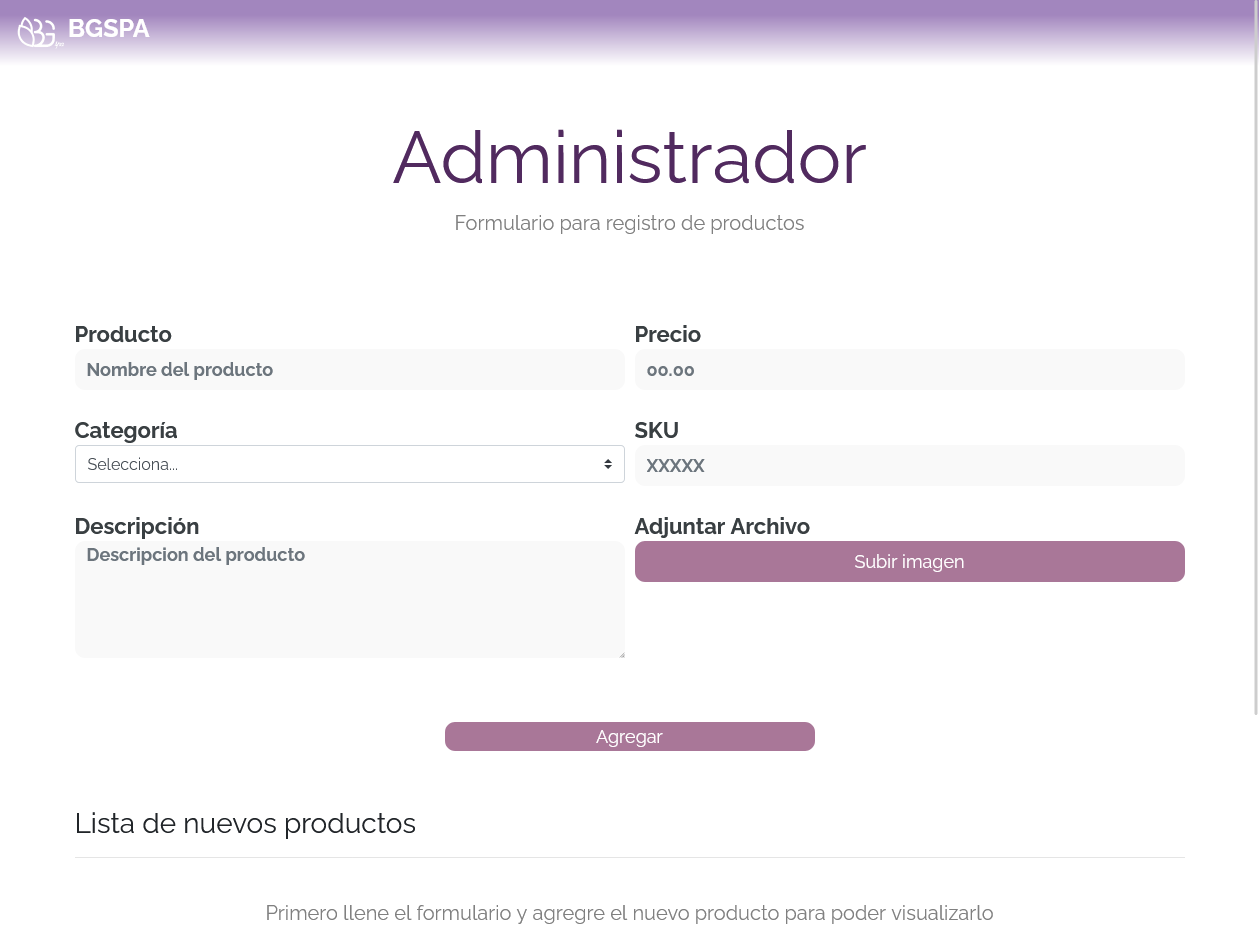 BGSPA
Administrador
Formulario para registro de productos
Producto
Precio
Nombre del producto
00.00
Categoría
SKU
Selecciona...
XXXXX
Descripción
Adjuntar Archivo
Descripcion del producto
Subir imagen
Agregar
Lista de nuevos productos
Primero llene el formulario y agregre el nuevo producto para poder visualizarlo